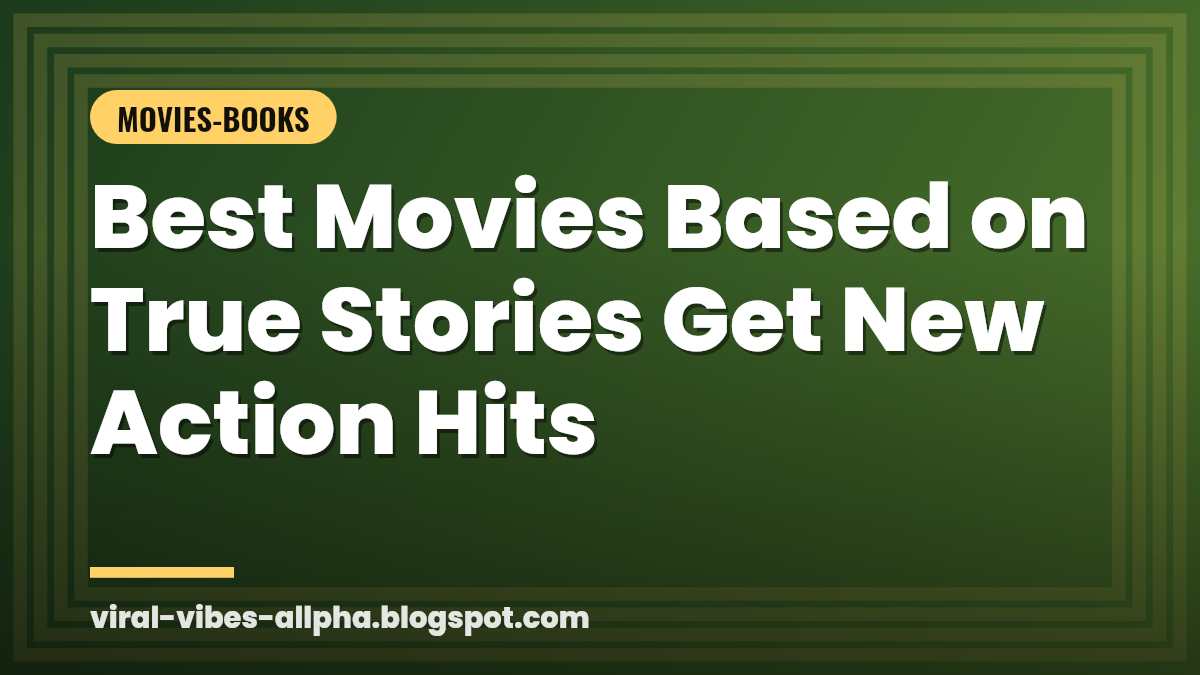 MOVIES-BOOKS
Best Movies Based on
True Stories Get New
Action Hits
viral-vibes-allpha.blogspot.com